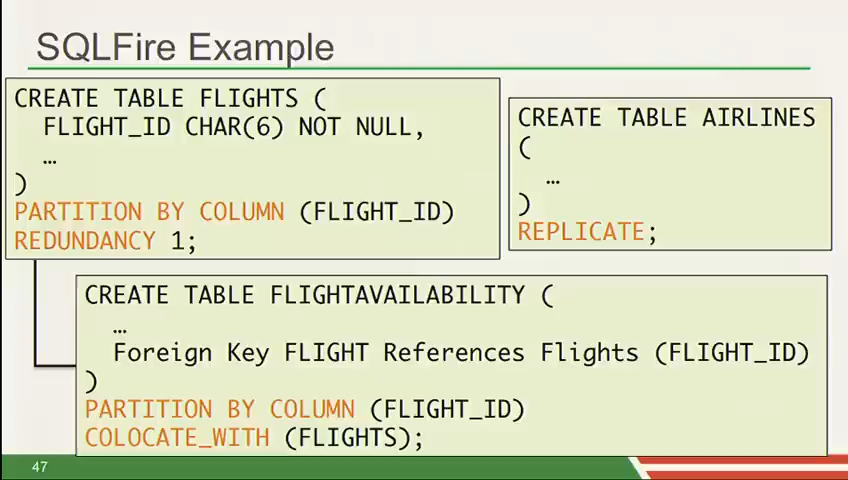 SQLFire Example
CREATE TABLE FLIGHTS (
FLIGHT_ID CHAR(6) NOT NULL,
…
)
PARTITION BY COLUMN (FLIGHT_ID)
REDUNDANCY 1;
CREATE TABLE AIRLINES
(
…
)
REPLICATE;
CREATE TABLE FLIGHTAVAILABILITY (
…
Foreign Key FLIGHT References Flights (FLIGHT_ID)
)
PARTITION BY COLUMN (FLIGHT_ID)
COLOCATE_WITH (FLIGHTS);
47